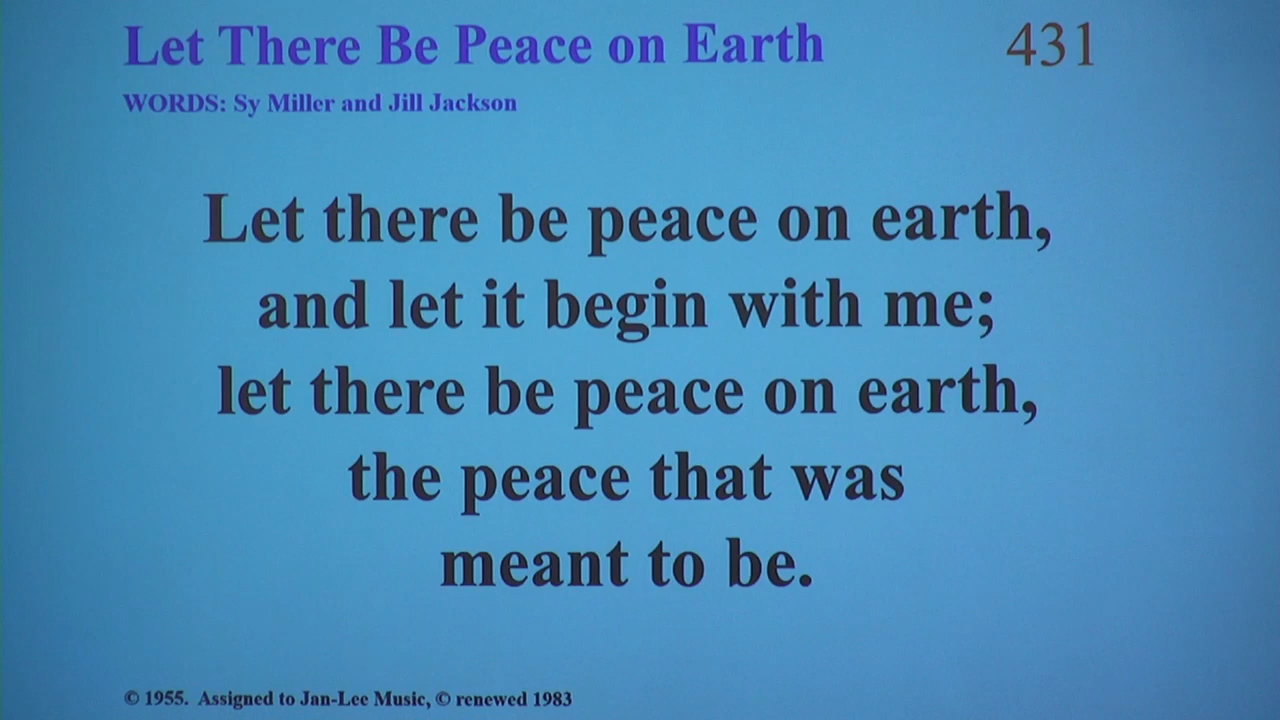 Let There Be Peace on Earth 431
WORDS: Sy Miller and Jill Jackson
Let there be peace on earth,
and let it begin with me;
let there be peace on earth,
the peace that was
meant to be.
© 1955. Assigned to Jan-Lee Music, © renewed 1983